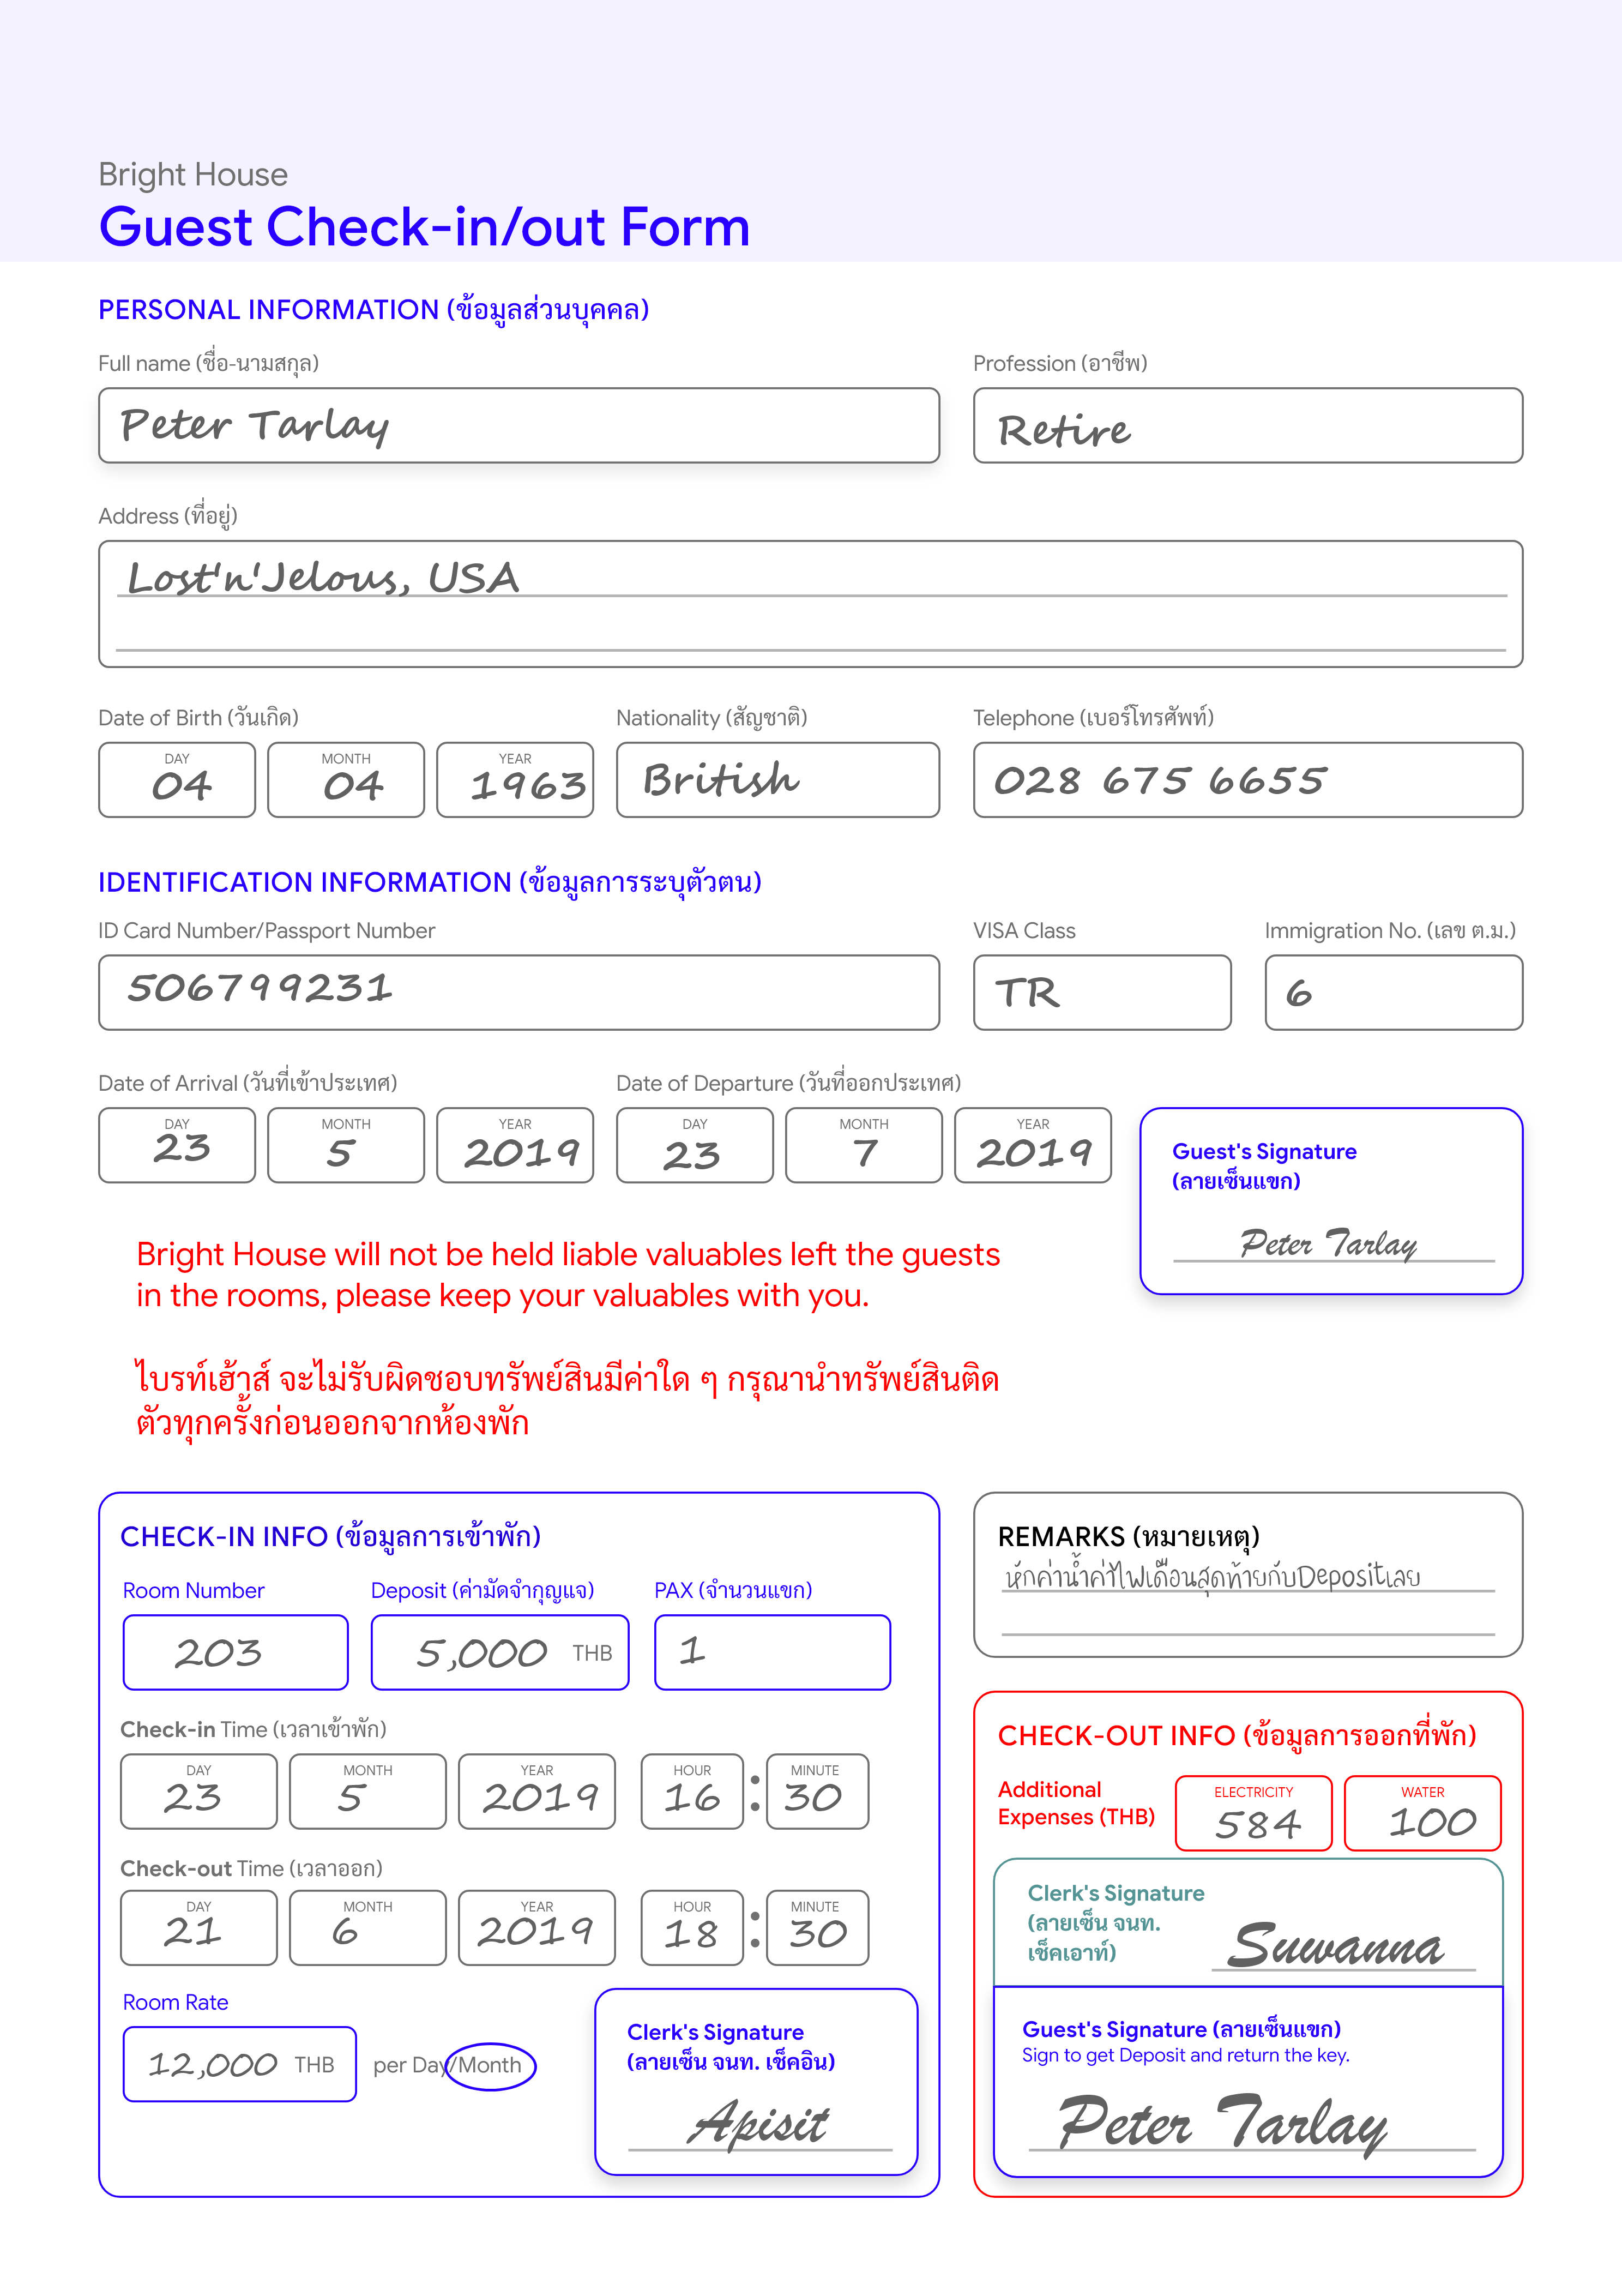 Bright House
Guest Check-in/out Form
PERSONAL INFORMATION (ข้อมูลส่วนบุคคล)
Full name (ชื่อ-นามสกุล)
Peter Tarlay
Profession (อาชีพ)
Retire
Address (ที่อยู่)
Lost'n'Jelous, USA
Date of Birth (วันเกิด)
DAY MONTH YEAR
04 04 1963
Nationality (สัญชาติ)
British
Telephone (เบอร์โทรศัพท์)
028 675 6655
IDENTIFICATION INFORMATION (ข้อมูลการระบุตัวตน)
ID Card Number/Passport Number
506799231
VISA Class
TR
Immigration No. (เลข ต.ม.)
6
Date of Arrival (วันที่เข้าประเทศ)
DAY MONTH YEAR
23 5 2019
Date of Departure (วันที่ออกประเทศ)
DAY MONTH YEAR
23 7 2019
Guest's Signature
(ลายเซ็นแขก)
Peter Tarlay
Bright House will not be held liable valuables left the guests
in the rooms, please keep your valuables with you.
ไบรท์เฮ้าส์ จะไม่รับผิดชอบทรัพย์สินมีค่าใด ๆ กรุณานำทรัพย์สินติด
ตัวทุกครั้งก่อนออกจากห้องพัก
CHECK-IN INFO (ข้อมูลการเข้าพัก)
Room Number
203
Deposit (ค่ามัดจำกุญแจ)
5,000 THB
PAX (จำนวนแขก)
1
Check-in Time (เวลาเข้าพัก)
DAY MONTH YEAR HOUR MINUTE
23 5 2019 16 : 30
Check-out Time (เวลาออก)
DAY MONTH YEAR HOUR MINUTE
21 6 2019 18 : 30
Room Rate
12,000 THB per Day/Month
Clerk's Signature
(ลายเซ็น จนท. เช็คอิน)
Apisit
REMARKS (หมายเหตุ)
หักค่าน้ำค่าไฟเดือนสุดท้ายกับDepositเลย
CHECK-OUT INFO (ข้อมูลการออกที่พัก)
Additional
Expenses (THB)
ELECTRICITY
584
WATER
100
Clerk's Signature
(ลายเซ็น จนท.
เช็คเอาท์)
Suwanna
Guest's Signature (ลายเซ็นแขก)
Sign to get Deposit and return the key.
Peter Tarlay